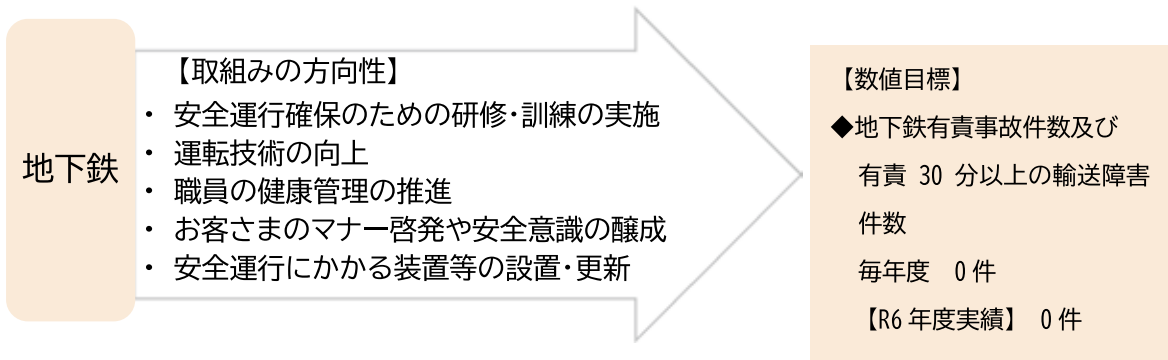 地下鉄
【取組みの方向性】
・ 安全運行確保のための研修･訓練の実施
・ 運転技術の向上
・ 職員の健康管理の推進
・ お客さまのマナー啓発や安全意識の醸成
・ 安全運行にかかる装置等の設置･更新
【数値目標】
◆地下鉄有責事故件数及び
有責 30 分以上の輸送障害
件数
毎年度 0件
【R6年度実績】 0件